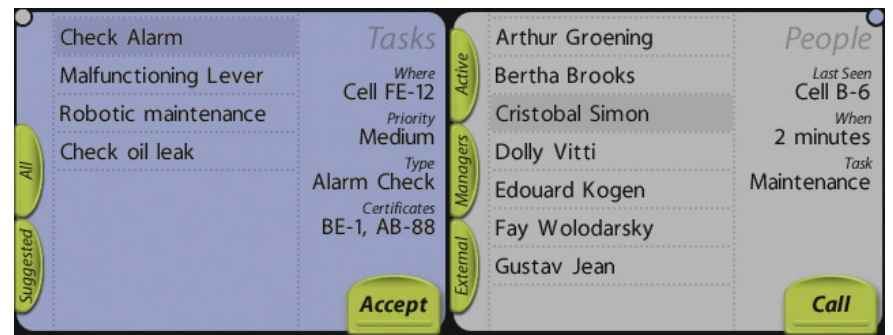 Tasks
Check Alarm
Malfunctioning Lever
Robotic maintenance
Check oil leak
Where
Cell FE-12
Priority
Medium
Type
Alarm Check
Certificates
BE-1, AB-88
All
Suggested
Accept
People
Active
Managers
External
Arthur Groening
Bertha Brooks
Cristobal Simon
Dolly Vitti
Edouard Kogen
Fay Wolodarsky
Gustav Jean
Last Seen
Cell B-6
When
2 minutes
Task
Maintenance
Call